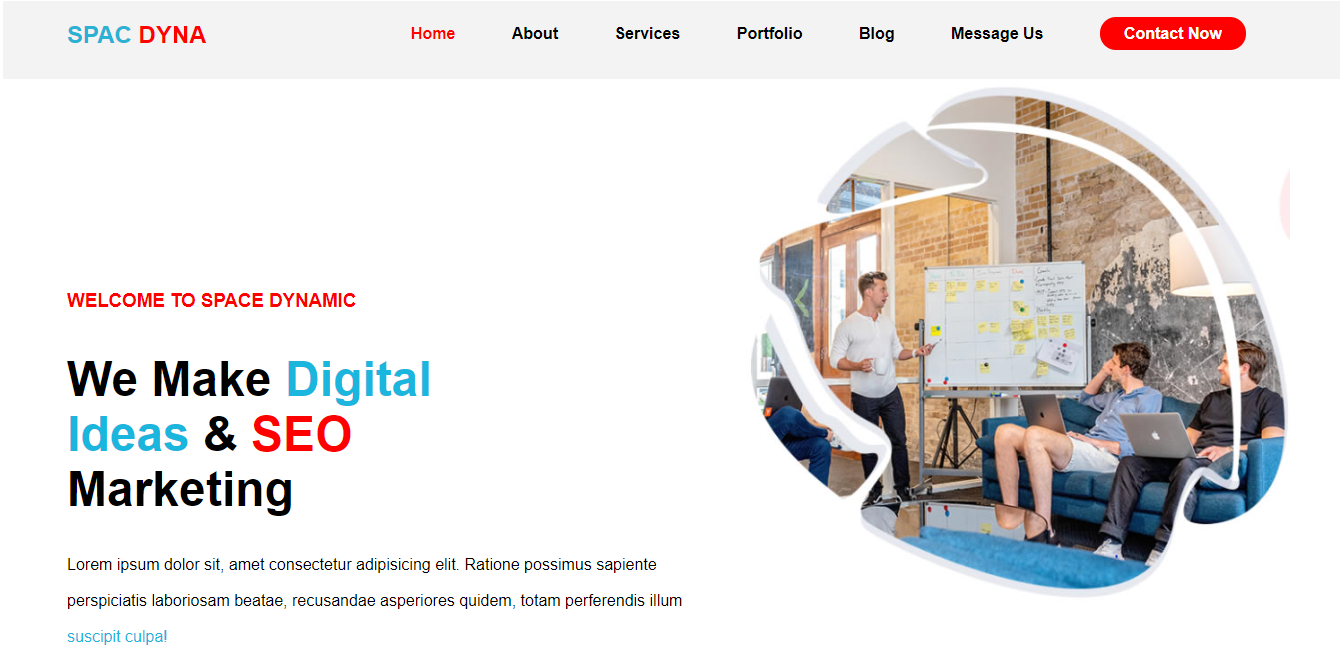 SPAC DYNA
Home
About
Services
Portfolio
Blog
Message Us
Contact Now
WELCOME TO SPACE DYNAMIC
We Make Digital
Ideas & SEO
Marketing
Lorem ipsum dolor sit, amet consectetur adipisicing elit. Ratione possimus sapiente
perspiciatis laboriosam beatae, recusandae asperiores quidem, totam perferendis illum
suscipit culpa!